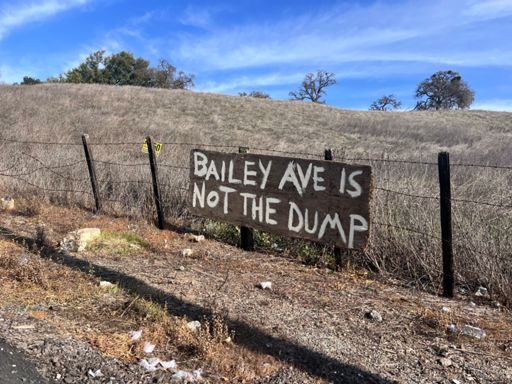 BAILEY AVE IS
NOT THE DUMP